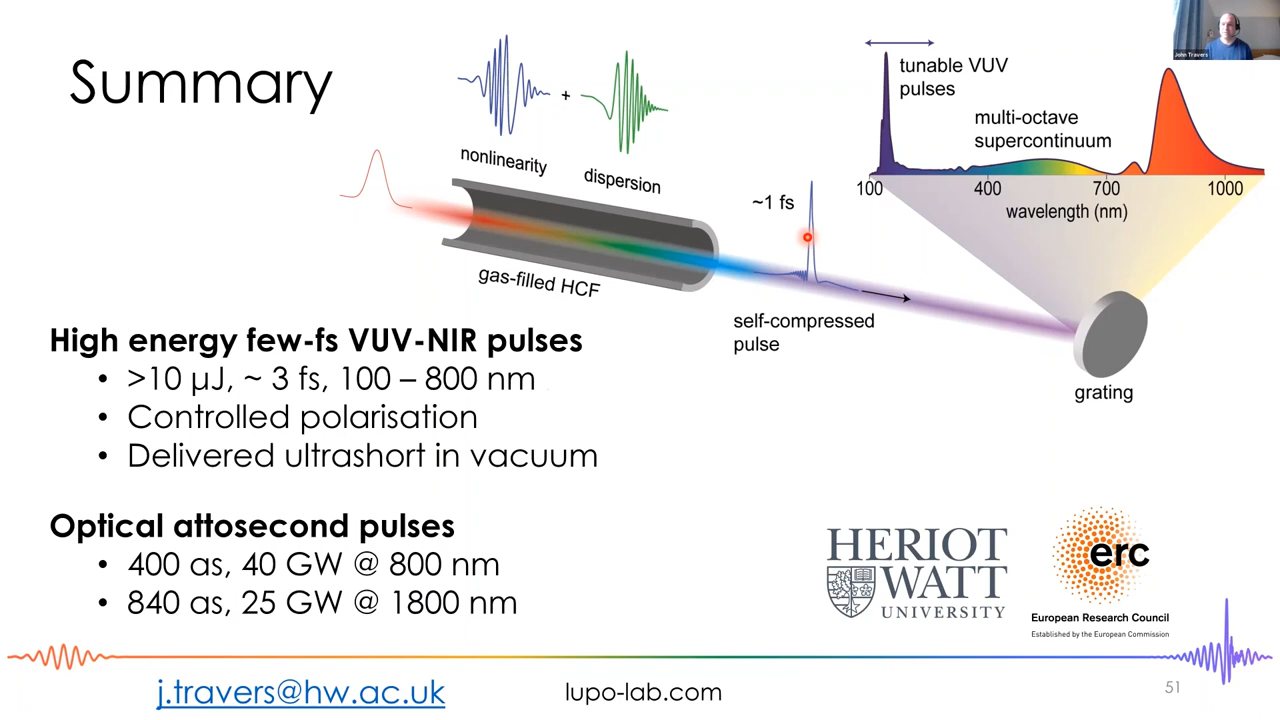 Summary
+
nonlinearity
dispersion
gas-filled HCF
~1 fs
self-compressed
pulse
tunable VUV
pulses
multi-octave
supercontinuum
100 400 700 1000
wavelength (nm)
grating
John Travers
High energy few-fs VUV-NIR pulses
• >10 µJ, ~ 3 fs, 100 – 800 nm
• Controlled polarisation
• Delivered ultrashort in vacuum
Optical attosecond pulses
• 400 as, 40 GW @ 800 nm
• 840 as, 25 GW @ 1800 nm
HERIOT
WATT
UNIVERSITY
erc
European Research Council
Established by the European Commission
j.travers@hw.ac.uk
lupo-lab.com
51